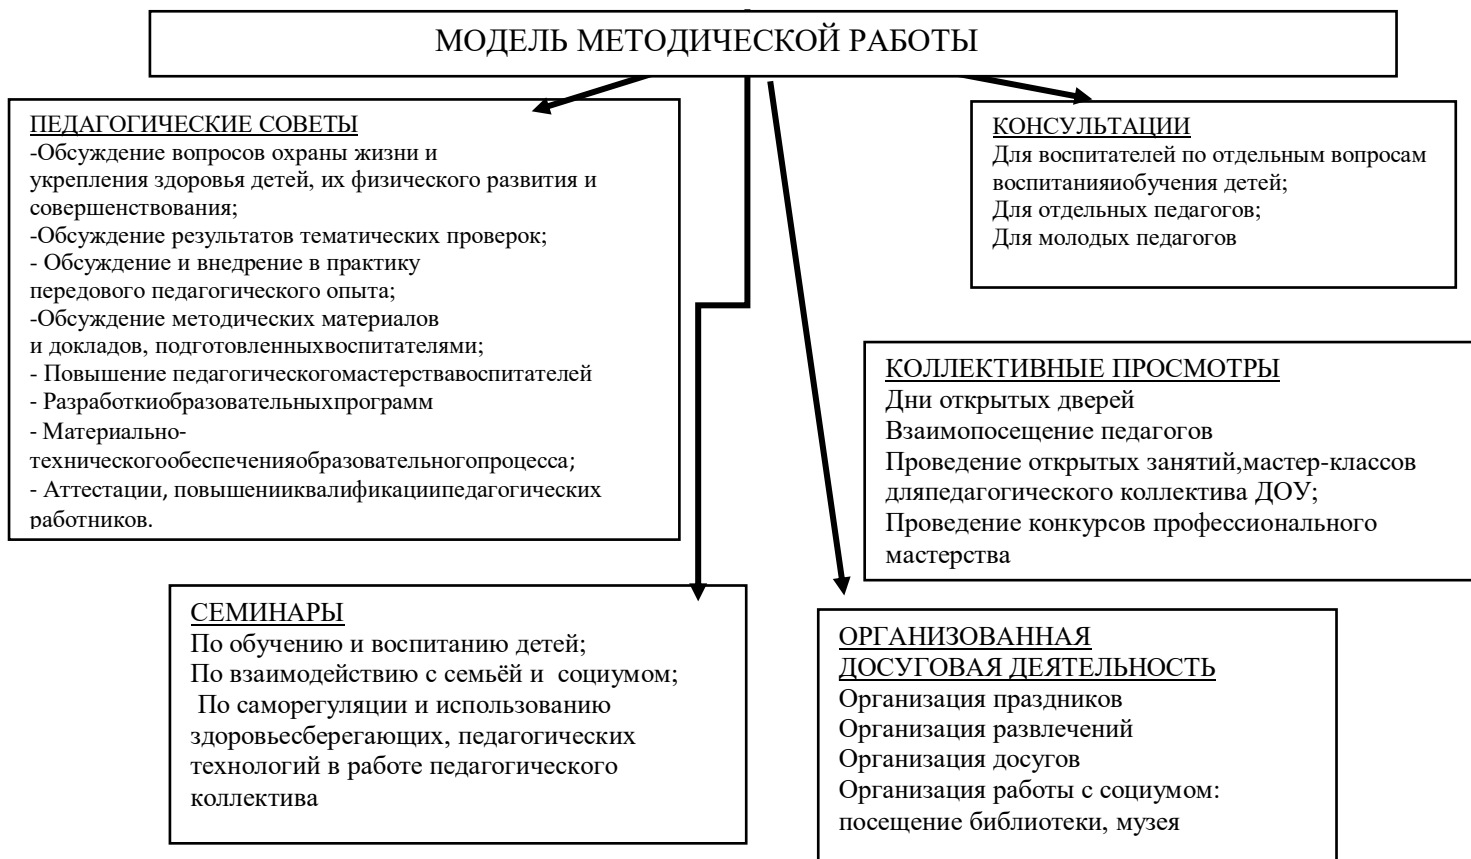 МОДЕЛЬ МЕТОДИЧЕСКОЙ РАБОТЫ
ПЕДАГОГИЧЕСКИЕ СОВЕТЫ
-Обсуждение вопросов охраны жизни и
укрепления здоровья детей, их физического развития и
совершенствования;
-Обсуждение результатов тематических проверок;
- Обсуждение и внедрение в практику
передового педагогического опыта;
-Обсуждение методических материалов
и докладов, подготовленныхвоспитателями;
- Повышение педагогическогомастерствавоспитателей
- Разработкиобразовательныхпрограмм
- Материально-
техническогообеспеченияобразовательногопроцесса;
- Аттестации, повышенииквалификациипедагогических
работников.
КОНСУЛЬТАЦИИ
Для воспитателей по отдельным вопросам
воспитанияиобучения детей;
Для отдельных педагогов;
Для молодых педагогов
КОЛЛЕКТИВНЫЕ ПРОСМОТРЫ
Дни открытых дверей
Взаимопосещение педагогов
Проведение открытых занятий,мастер-классов
дляпедагогического коллектива ДОУ;
Проведение конкурсов профессионального
мастерства
СЕМИНАРЫ
По обучению и воспитанию детей;
По взаимодействию с семьёй и  социумом;
По саморегуляции и использованию
здоровьесберегающих, педагогических
технологий в работе педагогического
коллектива
ОРГАНИЗОВАННАЯ
ДОСУГОВАЯ ДЕЯТЕЛЬНОСТЬ
Организация праздников
Организация развлечений
Организация досугов
Организация работы с социумом:
посещение библиотеки, музея